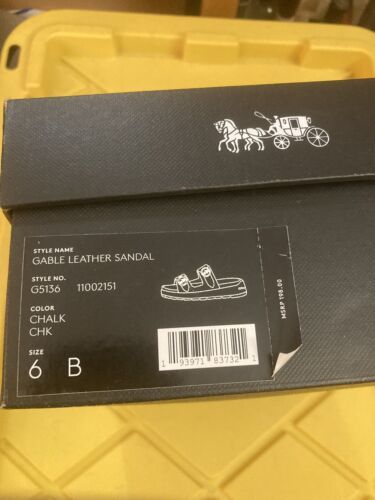 STYLE NAME
GABLE LEATHER SANDAL
STYLE NO.
G5136 11002151
COLOR
CHALK
CHK
SIZE
6 B
1 93971 83732 1
MSRP 198.00